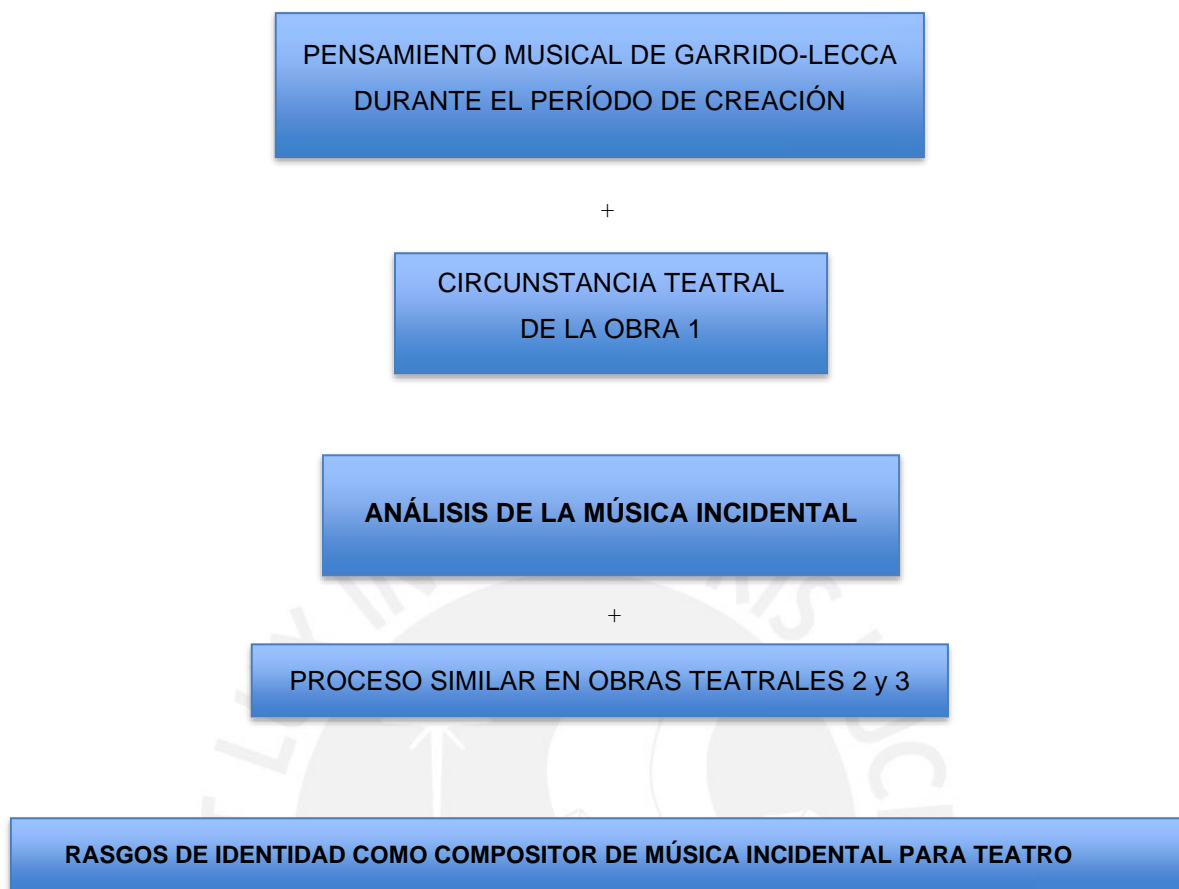 PENSAMIENTO MUSICAL DE GARRIDO-LECCA
DURANTE EL PERÍODO DE CREACIÓN
+
CIRCUNSTANCIA TEATRAL
DE LA OBRA 1
ANÁLISIS DE LA MÚSICA INCIDENTAL
+
PROCESO SIMILAR EN OBRAS TEATRALES 2 y 3
RASGOS DE IDENTIDAD COMO COMPOSITOR DE MÚSICA INCIDENTAL PARA TEATRO